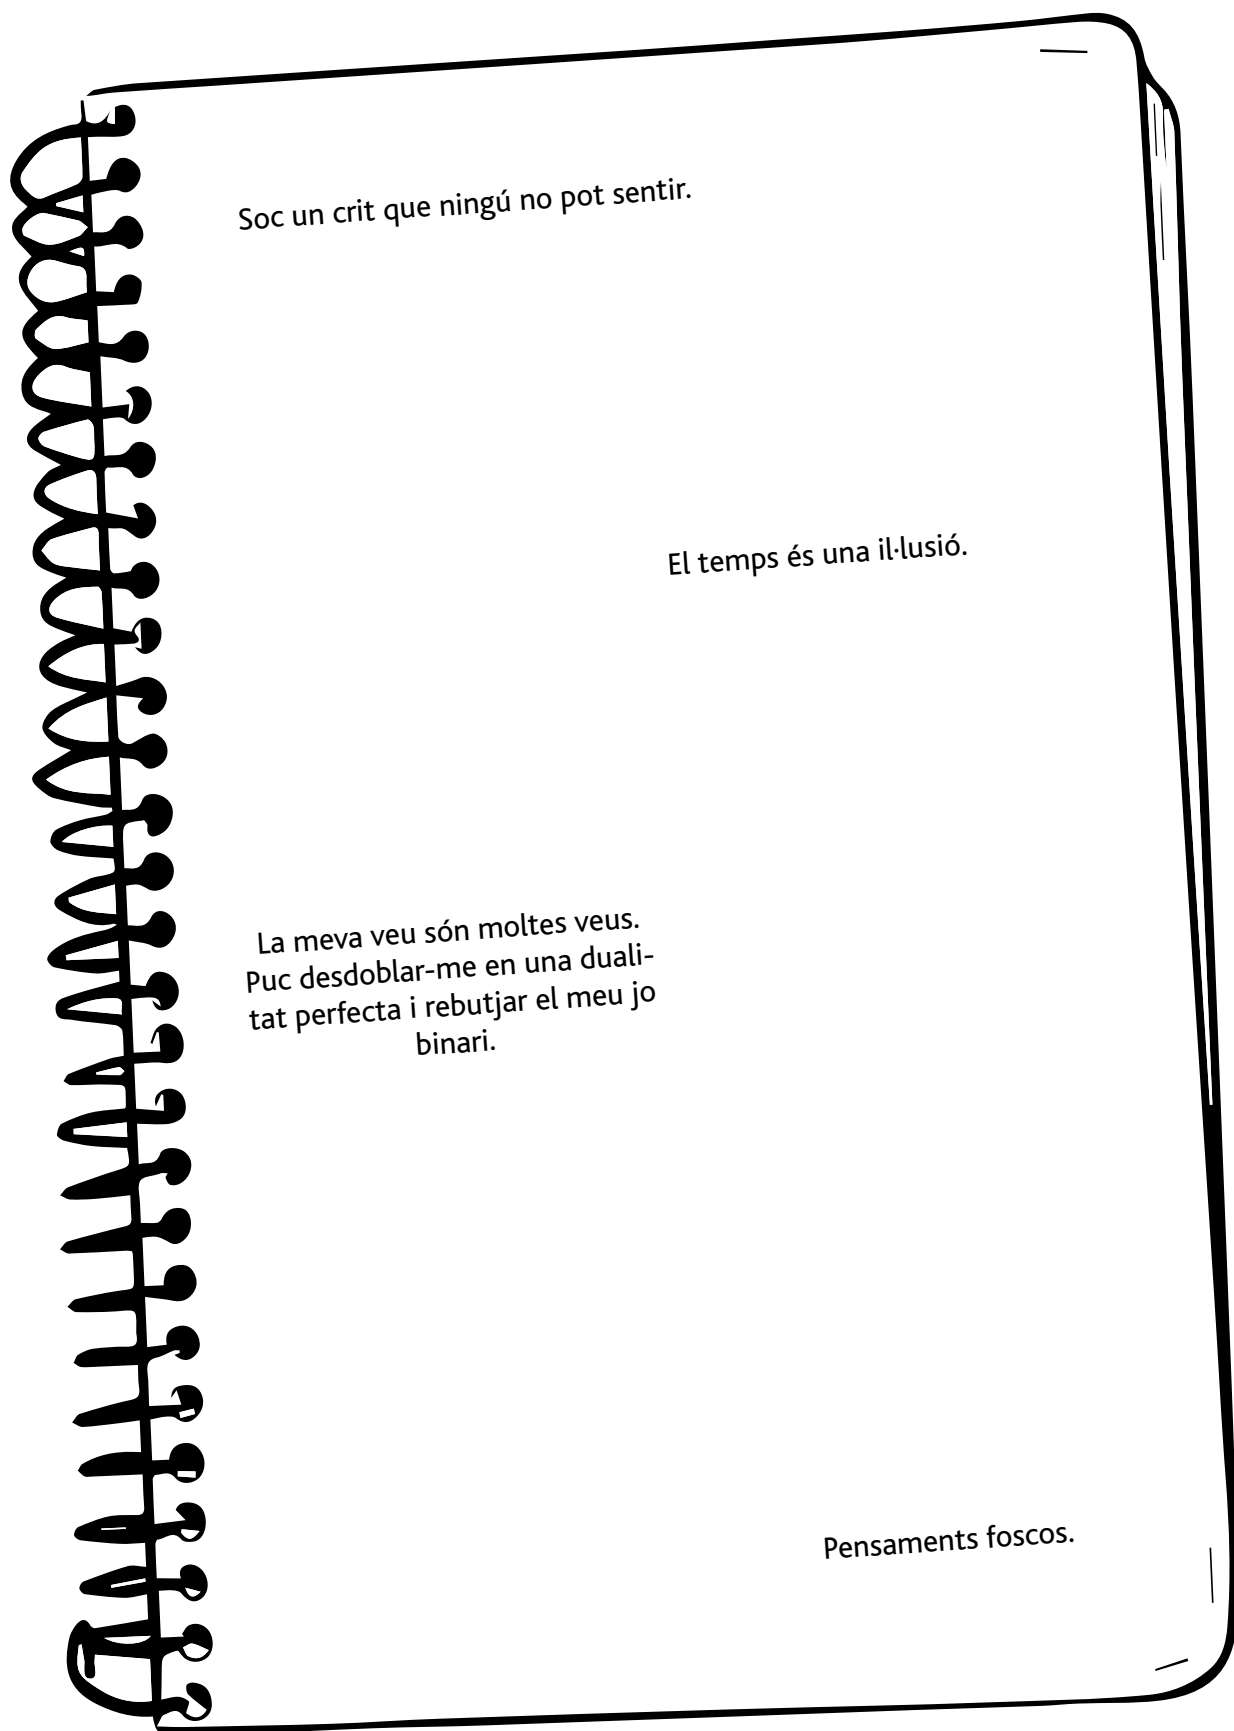 Soc un crit que ningú no pot sentir.
El temps és una il·lusió.
La meva veu són moltes veus.
Puc desdoblar-me en una duali-
tat perfecta i rebutjar el meu jo
binari.
Pensaments foscos.